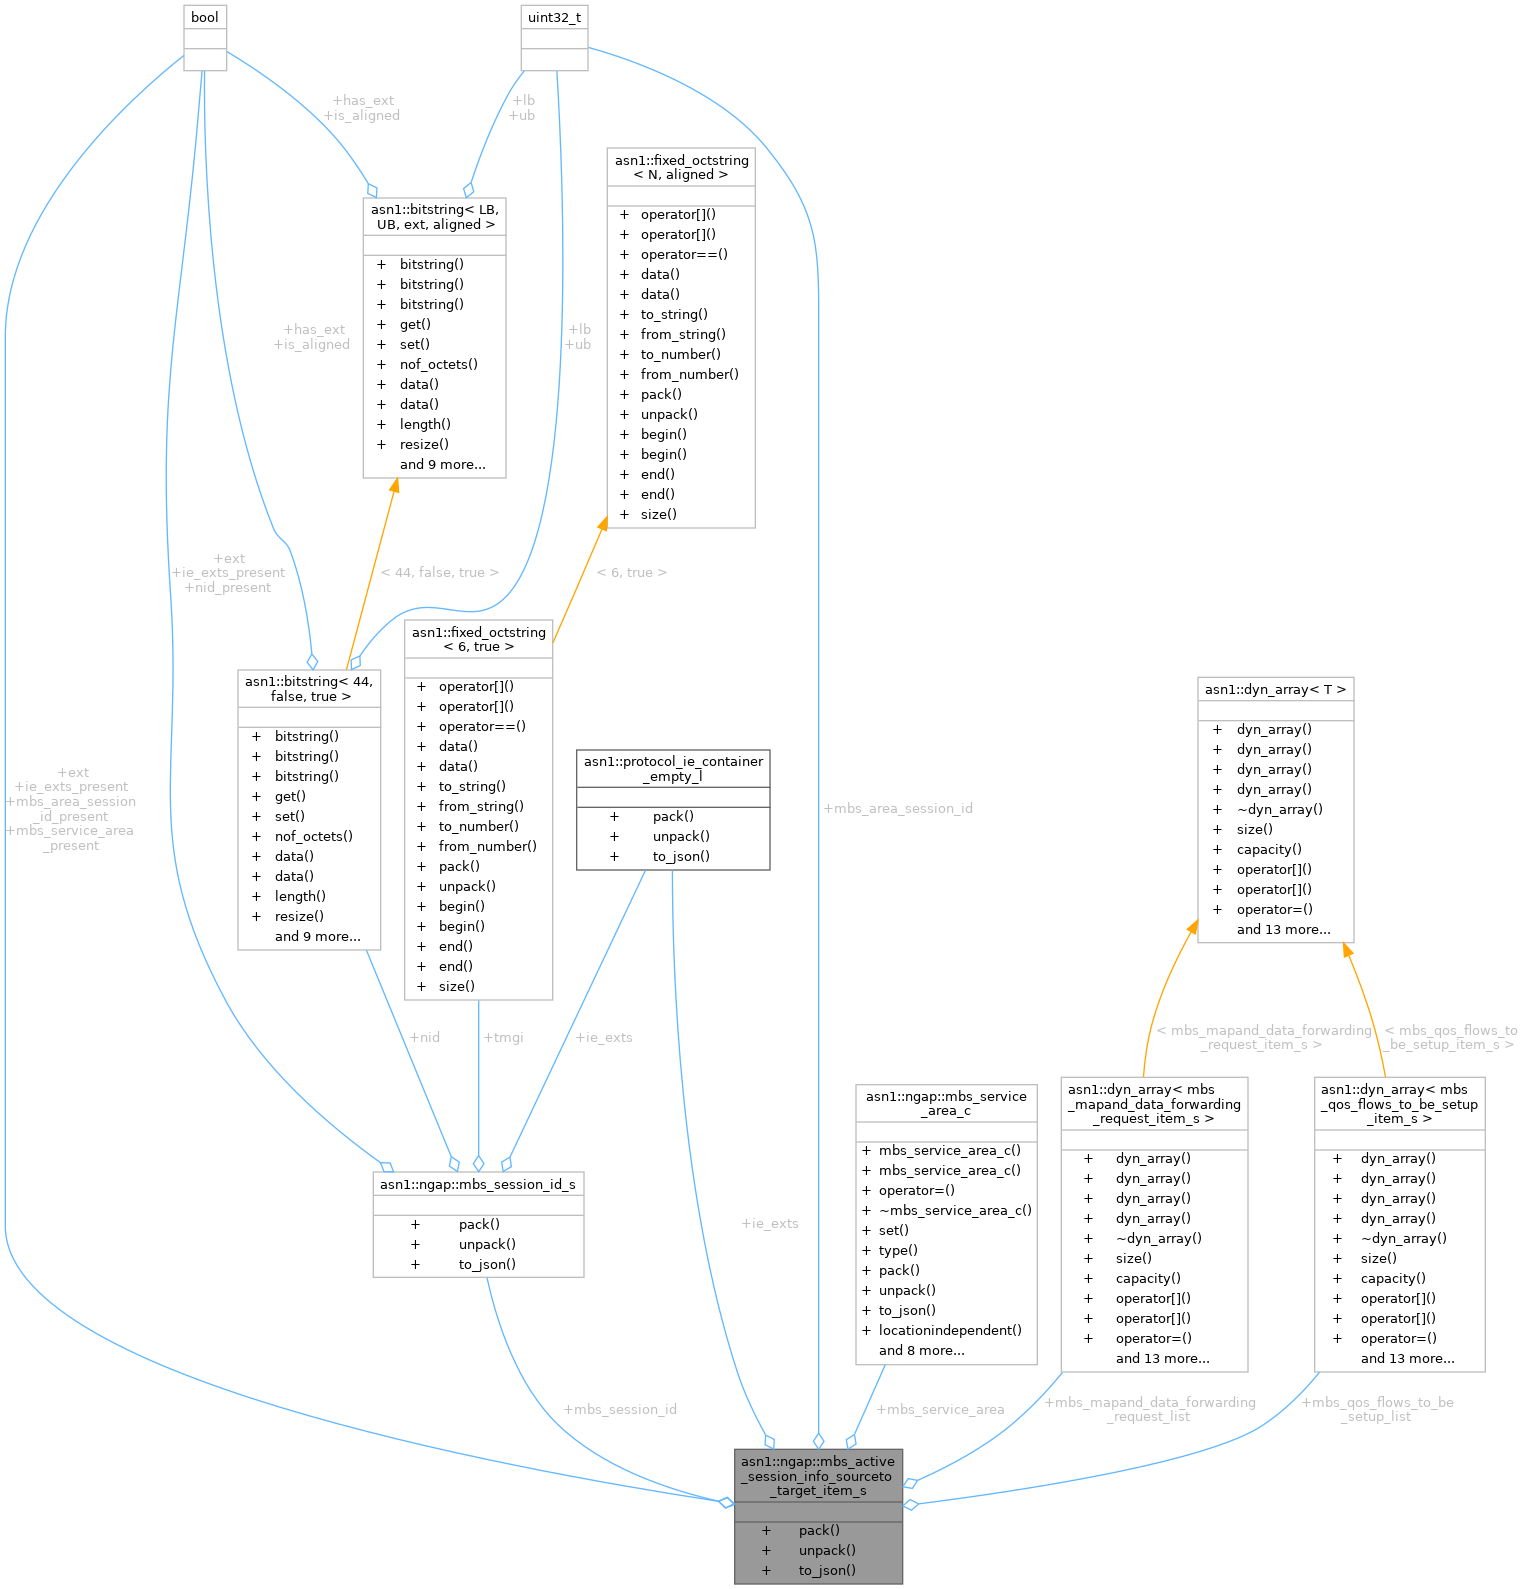 bool
uint32_t
+has_ext
+is_aligned
+lb
+ub
asn1::fixed_octstring
< N, aligned >
+ operator[]()
+ operator[]()
+ operator==()
+ data()
+ data()
+ to_string()
+ from_string()
+ to_number()
+ from_number()
+ pack()
+ unpack()
+ begin()
+ begin()
+ end()
+ end()
+ size()
asn1::bitstring< LB,
UB, ext, aligned >
+ bitstring()
+ bitstring()
+ bitstring()
+ get()
+ set()
+ nof_octets()
+ data()
+ data()
+ length()
+ resize()
and 9 more...
+has_ext
+is_aligned
+lb
+ub
+ext
+ie_exts_present
+nid_present
< 44, false, true >
< 6, true >
asn1::fixed_octstring
< 6, true >
+ operator[]()
+ operator[]()
+ operator==()
+ data()
+ data()
+ to_string()
+ from_string()
+ to_number()
+ from_number()
+ pack()
+ unpack()
+ begin()
+ begin()
+ end()
+ end()
+ size()
asn1::bitstring< 44,
false, true >
+ bitstring()
+ bitstring()
+ bitstring()
+ get()
+ set()
+ nof_octets()
+ data()
+ data()
+ length()
+ resize()
and 9 more...
asn1::dyn_array< T >
+ dyn_array()
+ dyn_array()
+ dyn_array()
+ dyn_array()
+ ~dyn_array()
+ size()
+ capacity()
+ operator[]()
+ operator[]()
+ operator=()
and 13 more...
asn1::protocol_ie_container
_empty_l
+ pack()
+ unpack()
+ to_json()
+ext
+ie_exts_present
+mbs_area_session
_id_present
+mbs_service_area
_present
+mbs_area_session_id
+nid
+tmgi
+ie_exts
< mbs_mapand_data_forwarding
_request_item_s >
< mbs_qos_flows_to
_be_setup_item_s >
asn1::ngap::mbs_service
_area_c
+ mbs_service_area_c()
+ mbs_service_area_c()
+ operator=()
+ ~mbs_service_area_c()
+ set()
+ type()
+ pack()
+ unpack()
+ to_json()
+ locationindependent()
and 8 more...
asn1::dyn_array< mbs
_mapand_data_forwarding
_request_item_s >
+ dyn_array()
+ dyn_array()
+ dyn_array()
+ dyn_array()
+ ~dyn_array()
+ size()
+ capacity()
+ operator[]()
+ operator[]()
+ operator=()
and 13 more...
asn1::dyn_array< mbs
_qos_flows_to_be_setup
_item_s >
+ dyn_array()
+ dyn_array()
+ dyn_array()
+ dyn_array()
+ ~dyn_array()
+ size()
+ capacity()
+ operator[]()
+ operator[]()
+ operator=()
and 13 more...
asn1::ngap::mbs_session_id_s
+ pack()
+ unpack()
+ to_json()
+ie_exts
+mbs_session_id
+mbs_service_area
+mbs_mapand_data_forwarding
_request_list
+mbs_qos_flows_to_be
_setup_list
asn1::ngap::mbs_active
_session_info_sourceto
_target_item_s
+ pack()
+ unpack()
+ to_json()